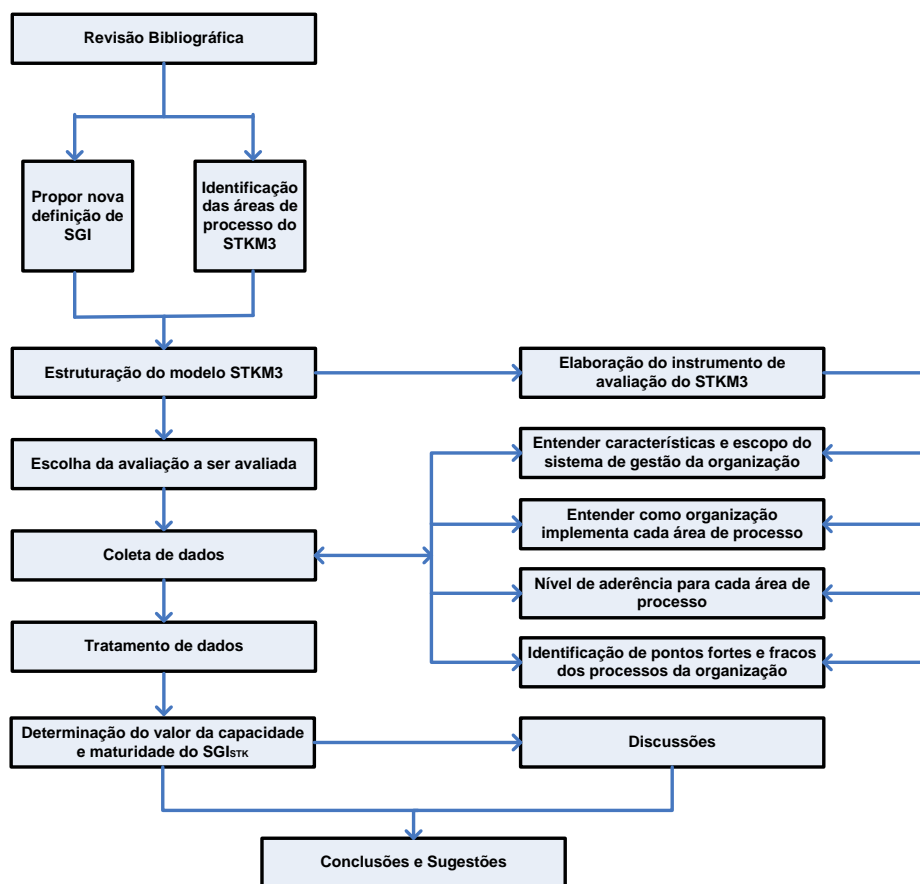 Revisão Bibliográfica
Propor nova
definição de
SGI
Identificação
das áreas de
processo do
STKM3
Estruturação do modelo STKM3
Elaboração do instrumento de
avaliação do STKM3
Escolha da avaliação a ser avaliada
Entender características e escopo do
sistema de gestão da organização
Entender como organização
implementa cada área de processo
Coleta de dados
Nível de aderência para cada área de
processo
Tratamento de dados
Identificação de pontos fortes e fracos
dos processos da organização
Determinação do valor da capacidade
e maturidade do SGISTK
Discussões
Conclusões e Sugestões